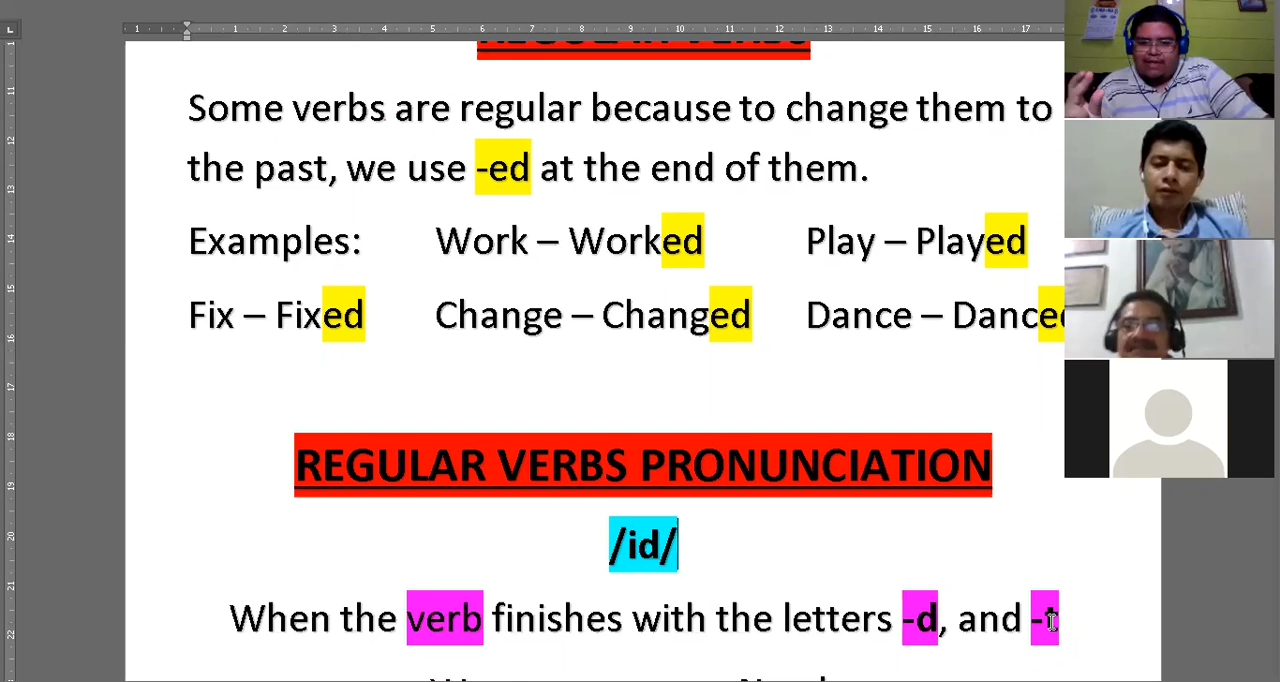 REGULAR VERBS
Some verbs are regular because to change them to
the past, we use -ed at the end of them.
Examples: Work – Worked Play – Played
Fix – Fixed Change – Changed Dance – Danced
REGULAR VERBS PRONUNCIATION
/id/
When the verb finishes with the letters -d, and -t